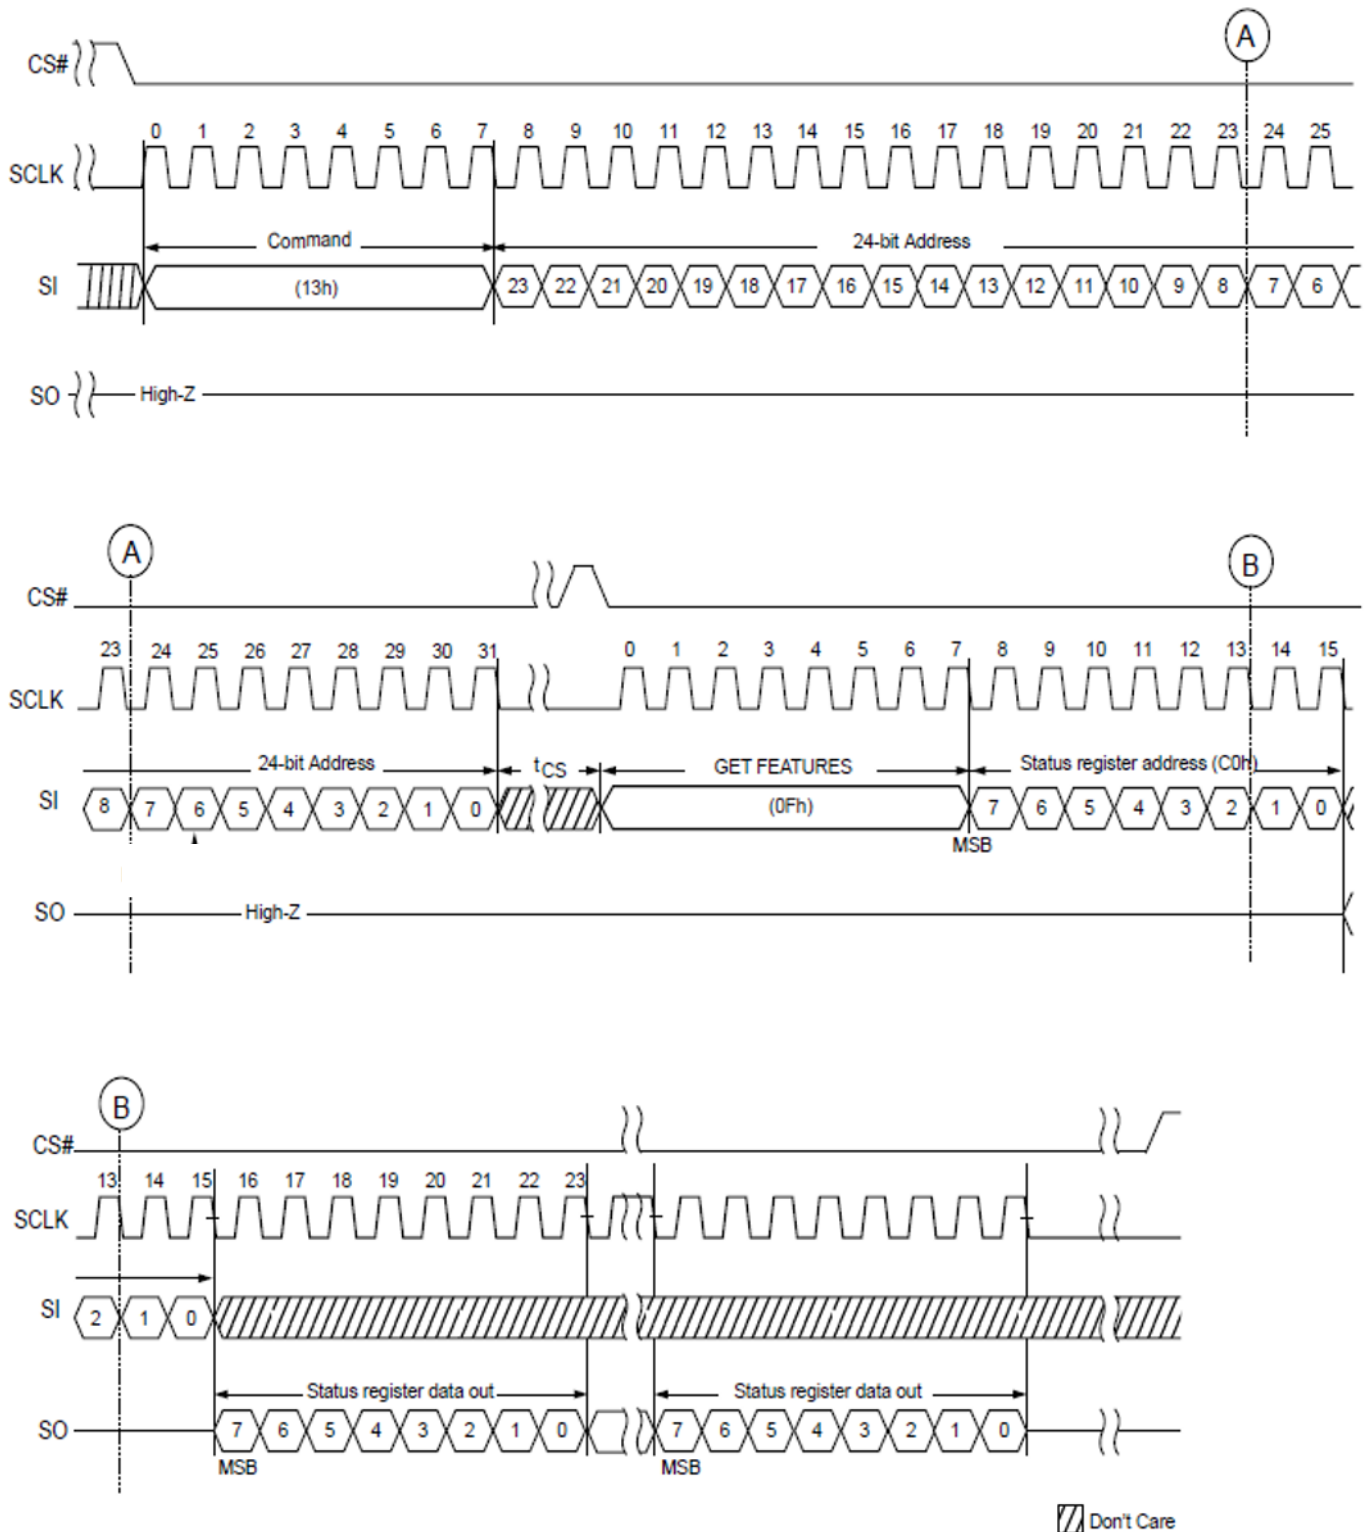 A
CS#
0 1 2 3 4 5 6 7 8 9 10 11 12 13 14 15 16 17 18 19 20 21 22 23 24 25
SCLK
Command 24-bit Address
SI (13h) 23 22 21 20 19 18 17 16 15 14 13 12 11 10 9 8 7 6
SO High-Z
A B
CS#
23 24 25 26 27 28 29 30 31 0 1 2 3 4 5 6 7 8 9 10 11 12 13 14 15
SCLK
24-bit Address tCS GET FEATURES Status register address (C0h)
SI 8 7 6 5 4 3 2 1 0 (0Fh) 7 6 5 4 3 2 1 0
MSB
SO High-Z
B
CS#
13 14 15 16 17 18 19 20 21 22 23
SCLK
SI 2 1 0
Status register data out Status register data out
SO 7 6 5 4 3 2 1 0 7 6 5 4 3 2 1 0
MSB MSB
Don't Care